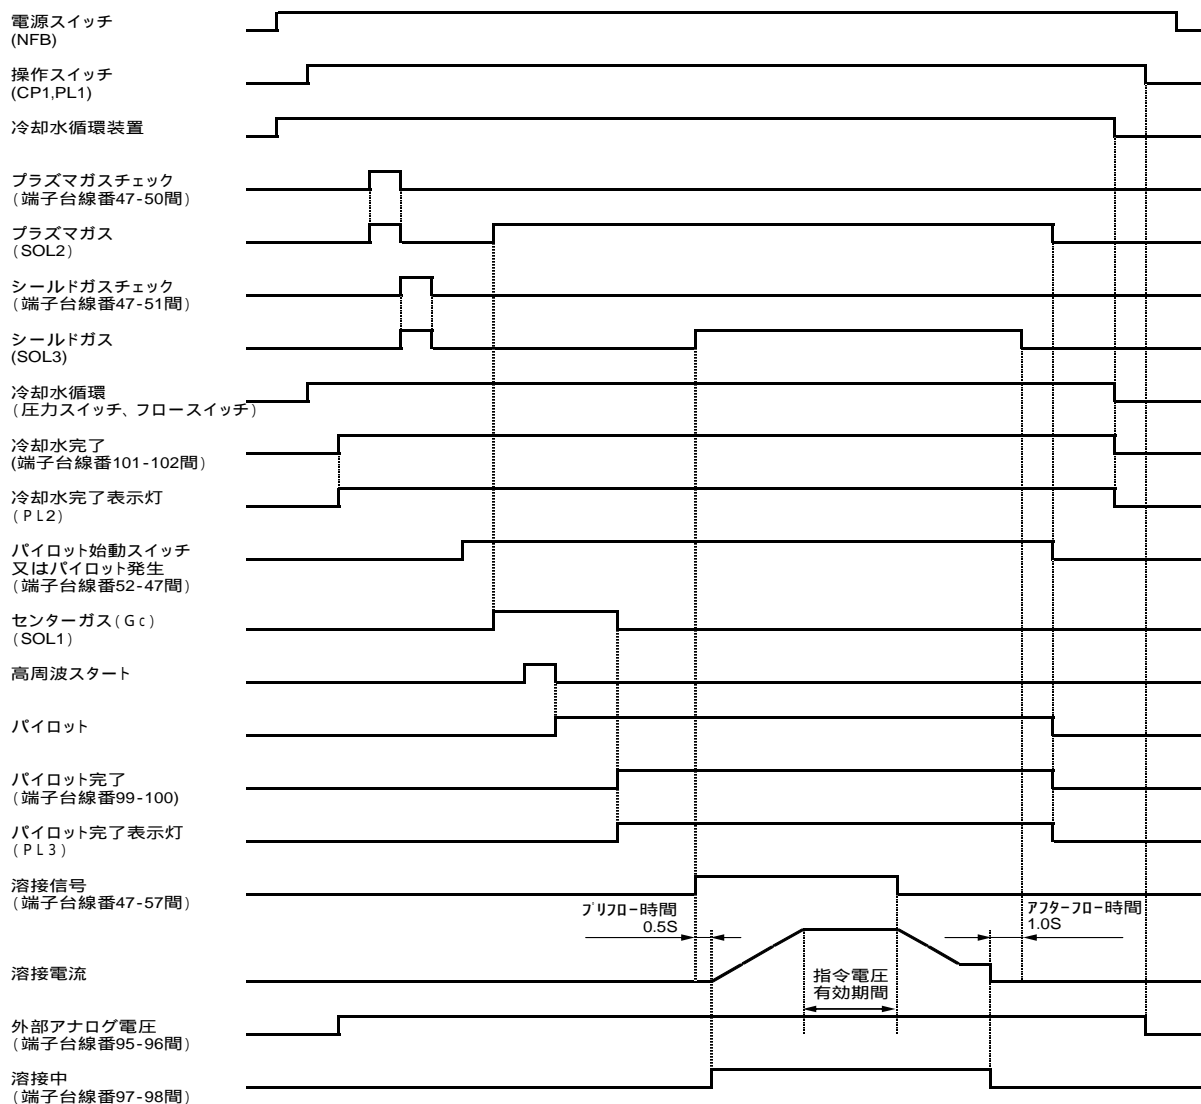 電源スイッチ
(NFB)
操作スイッチ
(CP1,PL1)
冷却水循環装置
プラズマガスチェック
(端子台線番47-50間)
プラズマガス
(SOL2)
シールドガスチェック
(端子台線番47-51間)
シールドガス
(SOL3)
冷却水循環
(圧力スイッチ、フロースイッチ)
冷却水完了
(端子台線番101-102間)
冷却水完了表示灯
(PL2)
パイロット始動スイッチ
又はパイロット発生
(端子台線番52-47間)
センターガス(Gc)
(SOL1)
高周波スタート
パイロット
パイロット完了
(端子台線番99-100)
パイロット完了表示灯
(PL3)
溶接信号
(端子台線番47-57間)
プリフロー時間
0.5S
アフターフロー時間
1.0S
溶接電流
指令電圧
有効期間
外部アナログ電圧
(端子台線番95-96間)
溶接中
(端子台線番97-98間)